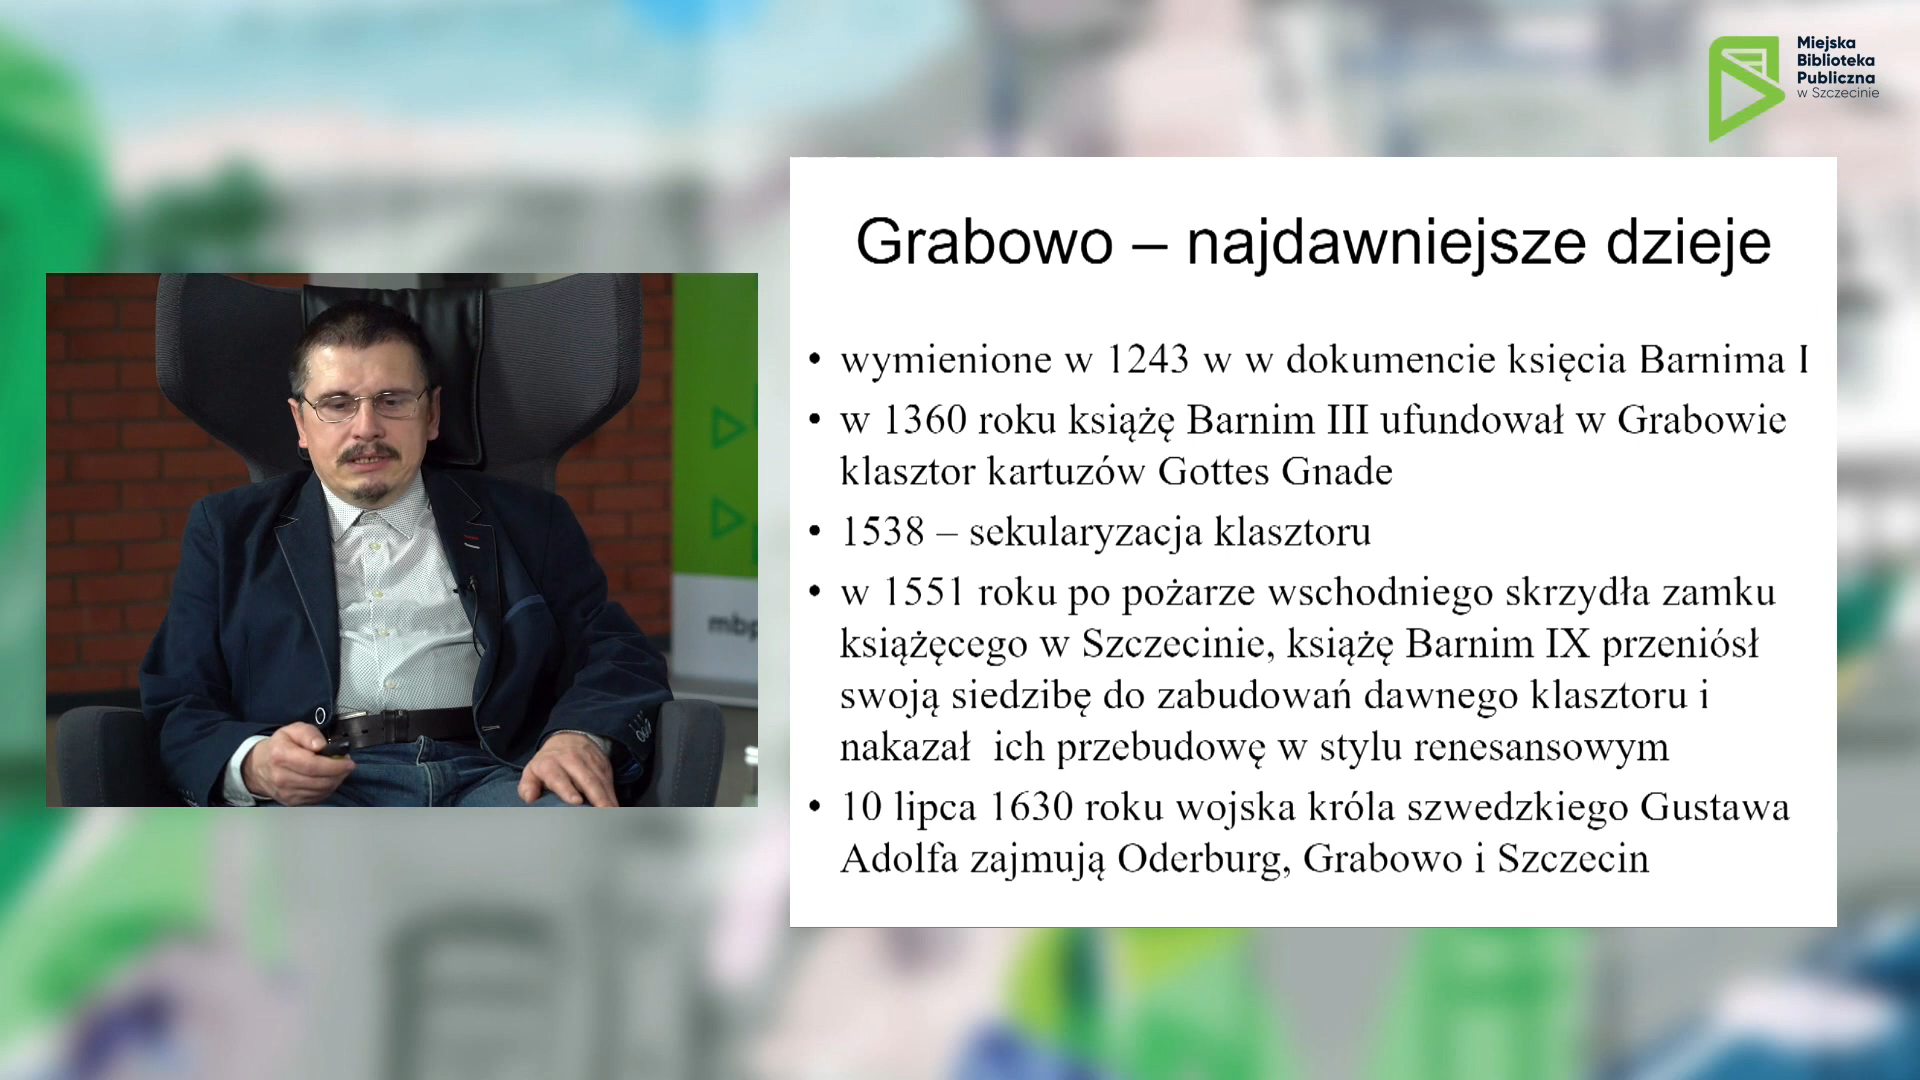 Miejska
Biblioteka
Publiczna
w Szczecinie
Grabowo – najdawniejsze dzieje
• wymienione w 1243 w w dokumencie księcia Barnima I
• w 1360 roku książę Barnim III ufundował w Grabowie
klasztor kartuzów Gottes Gnade
• 1538 – sekularyzacja klasztoru
• w 1551 roku po pożarze wschodniego skrzydła zamku
książęcego w Szczecinie, książę Barnim IX przeniósł
swoją siedzibę do zabudowań dawnego klasztoru i
nakazał  ich przebudowę w stylu renesansowym
• 10 lipca 1630 roku wojska króla szwedzkiego Gustawa
Adolfa zajmują Oderburg, Grabowo i Szczecin
mbp